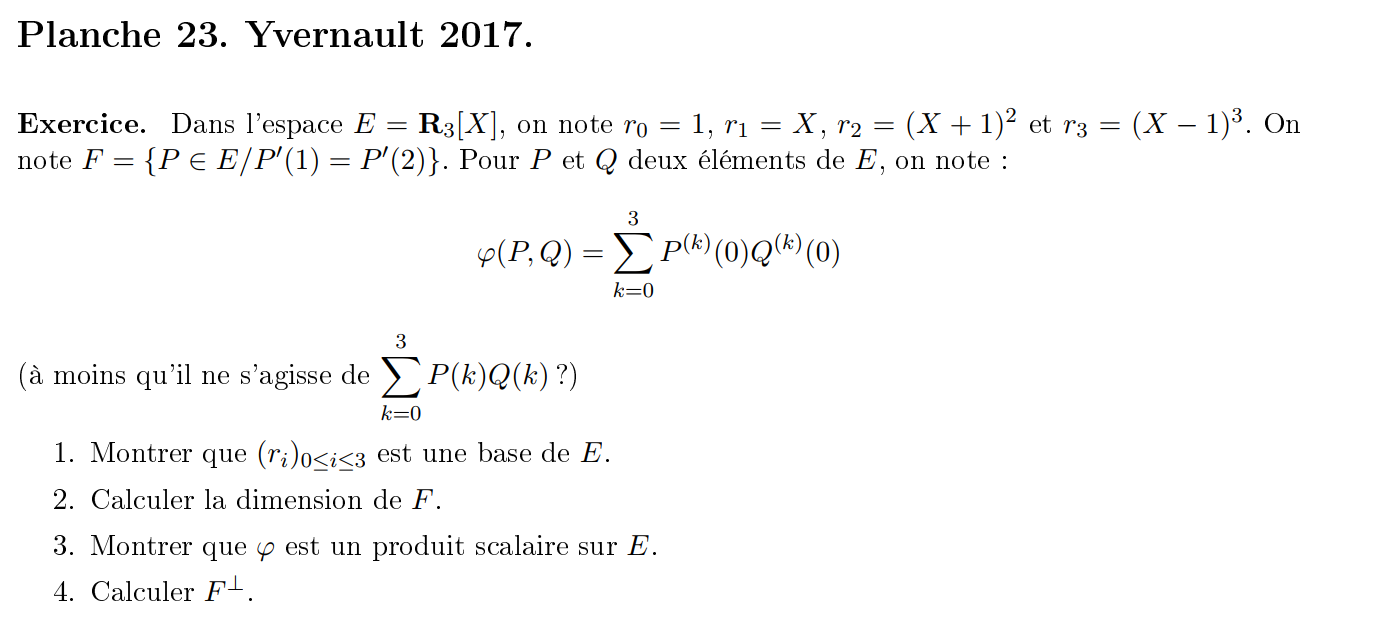 Planche 23. Yvernault 2017.
Exercice. Dans l'espace $E = \mathbf{R}_3[X]$, on note $r_0 = 1$, $r_1 = X$, $r_2 = (X + 1)^2$ et $r_3 = (X - 1)^3$. On
note $F = \{P \in E/P'(1) = P'(2)\}$. Pour $P$ et $Q$ deux éléments de $E$, on note :
$\varphi(P, Q) = \sum_{k=0}^{3} P^{(k)}(0)Q^{(k)}(0)$
(à moins qu'il ne s'agisse de $\sum_{k=0}^{3} P(k)Q(k)$ ?)
1. Montrer que $(r_i)_{0 \leq i \leq 3}$ est une base de $E$.
2. Calculer la dimension de $F$.
3. Montrer que $\varphi$ est un produit scalaire sur $E$.
4. Calculer $F^{\perp}$.